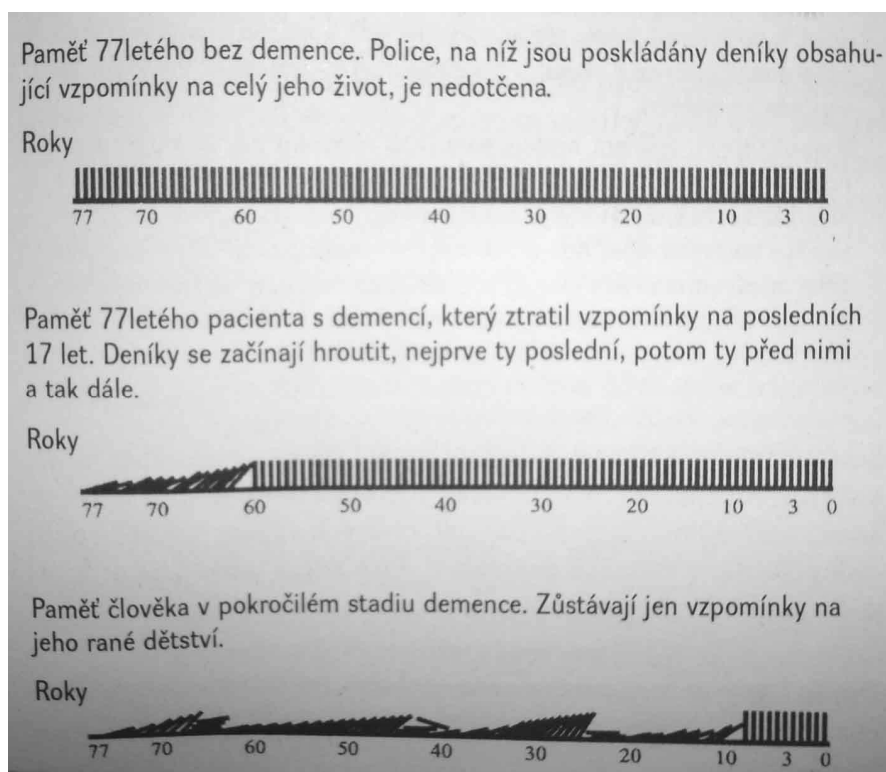 Paměť 77letého bez demence. Police, na níž jsou poskládány deníky obsahu-
jící vzpomínky na celý jeho život, je nedotčena.
Roky
77 70 60 50 40 30 20 10 3 0
Paměť 77letého pacienta s demencí, který ztratil vzpomínky na posledních
17 let. Deníky se začínají hroutit, nejprve ty poslední, potom ty před nimi
a tak dále.
Roky
77 70 60 50 40 30 20 10 3 0
Paměť člověka v pokročilém stadiu demence. Zůstávají jen vzpomínky na
jeho rané dětství.
Roky
77 70 60 50 40 30 20 10 3 0